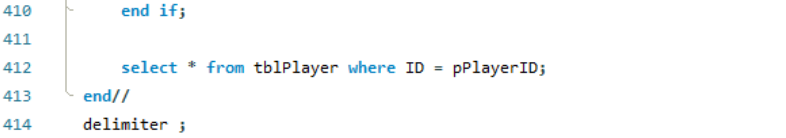 410 end if;
411
412 select * from tblPlayer where ID = pPlayerID;
413 end//
414 delimiter ;